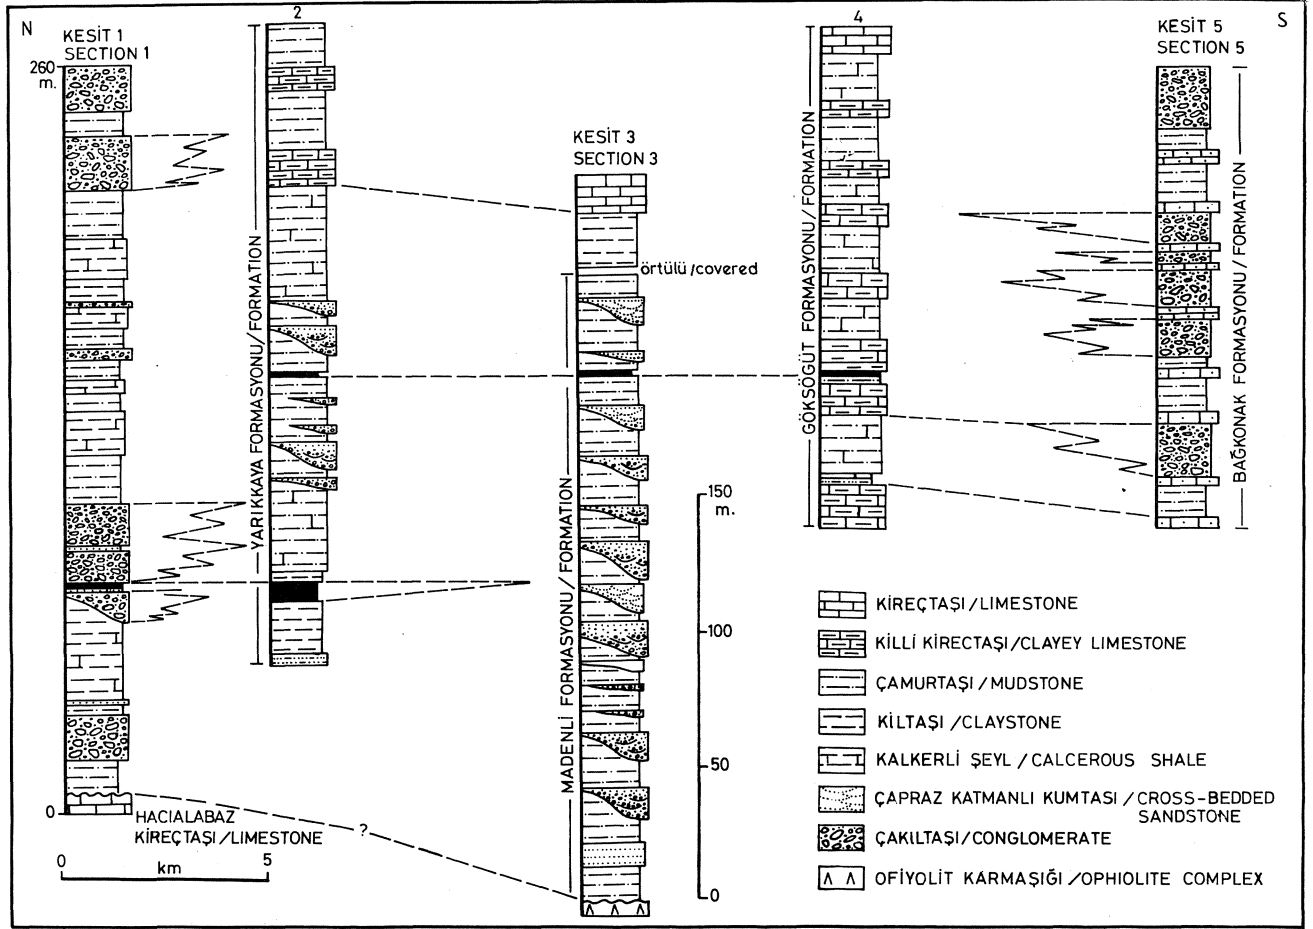 N
S
KESİT 1
SECTION 1
2
KESİT 3
SECTION 3
4
KESİT 5
SECTION 5
260
m.
0
YARIKKAYA FORMASYONU/FORMATION
MADENLİ FORMASYONU/FORMATION
GÖKSÖĞÜT FORMASYONU/FORMATION
BAĞKONAK FORMASYONU/FORMATION
örtülü/covered
HACIALABAZ
KİREÇTAŞI/LIMESTONE
?
0
5
km
150
m.
100
50
0
KİREÇTAŞI/LIMESTONE
KİLLİ KİRECTAŞI/CLAYEY LIMESTONE
ÇAMURTAŞI/MUDSTONE
KİLTAŞI/CLAYSTONE
KALKERLİ ŞEYL/CALCEROUS SHALE
ÇAPRAZ KATMANLI KUMTASI/CROSS-BEDDED
SANDSTONE
ÇAKILTAŞI/CONGLOMERATE
OFİYOLİT KARMAŞIĞI/OPHIOLITE COMPLEX